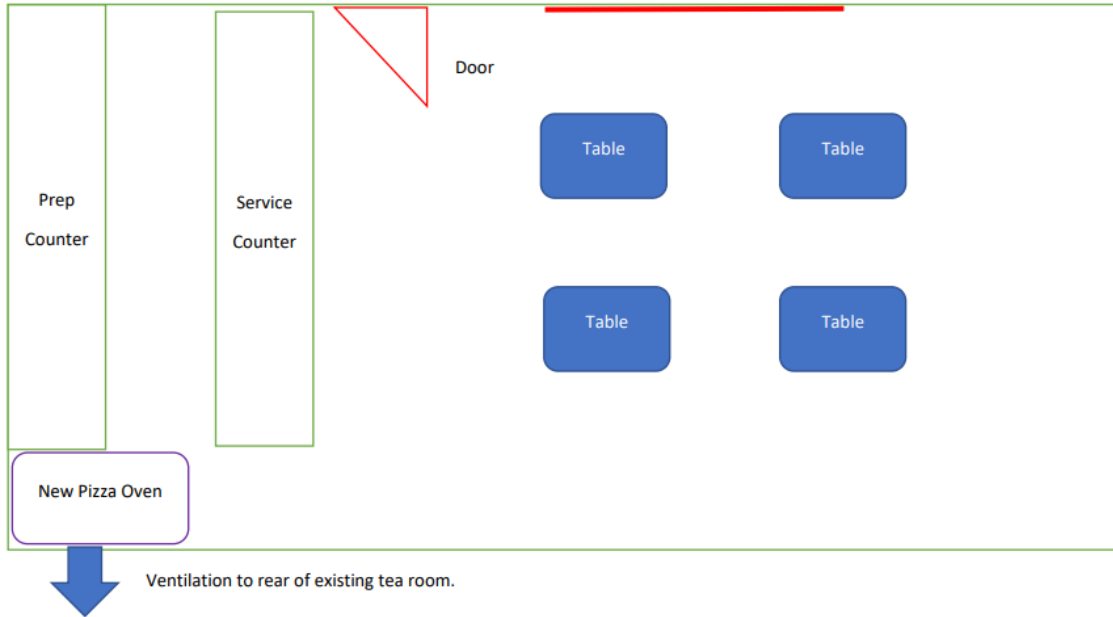 Door
Table
Table
Prep
Counter
Service
Counter
Table
Table
New Pizza Oven
Ventilation to rear of existing tea room.